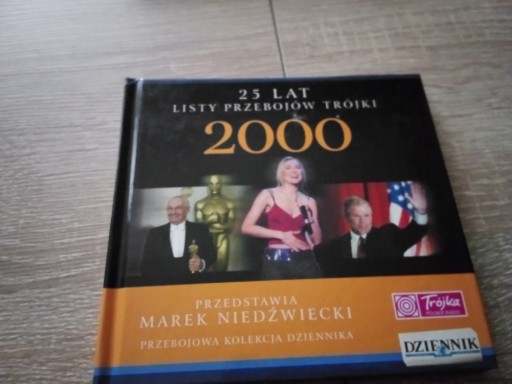 25 LAT
LISTY PRZEBOJÓW TRÓJKI
2000
PRZEDSTAWIA
MAREK NIEDŹWIECKI
PRZEBOJOWA KOLEKCJA DZIENNIKA
Trójka
DZIENNIK